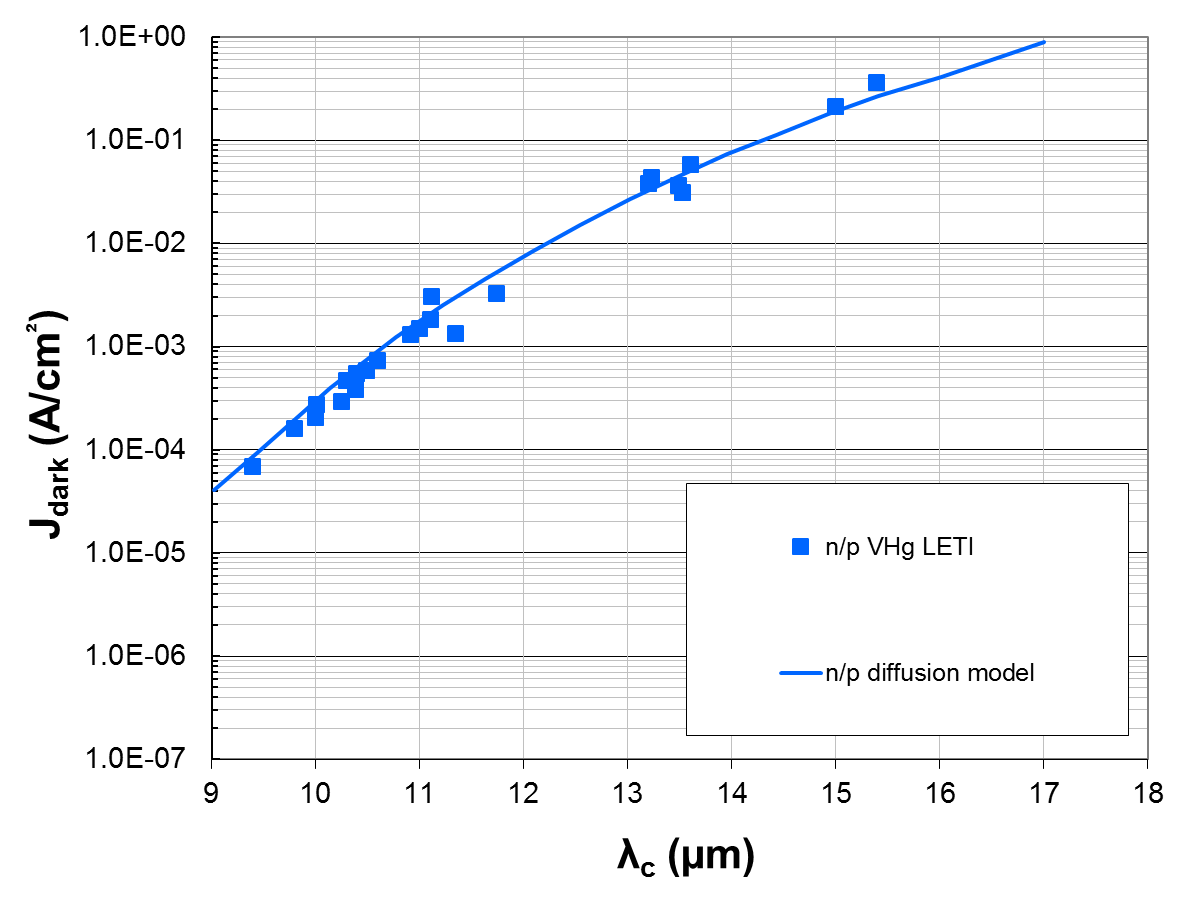 1.0E+00
1.0E-01
1.0E-02
1.0E-03
1.0E-04
1.0E-05
1.0E-06
1.0E-07
Jdark (A/cm²)
n/p VHg LETI
n/p diffusion model
9 10 11 12 13 14 15 16 17 18
λc (µm)